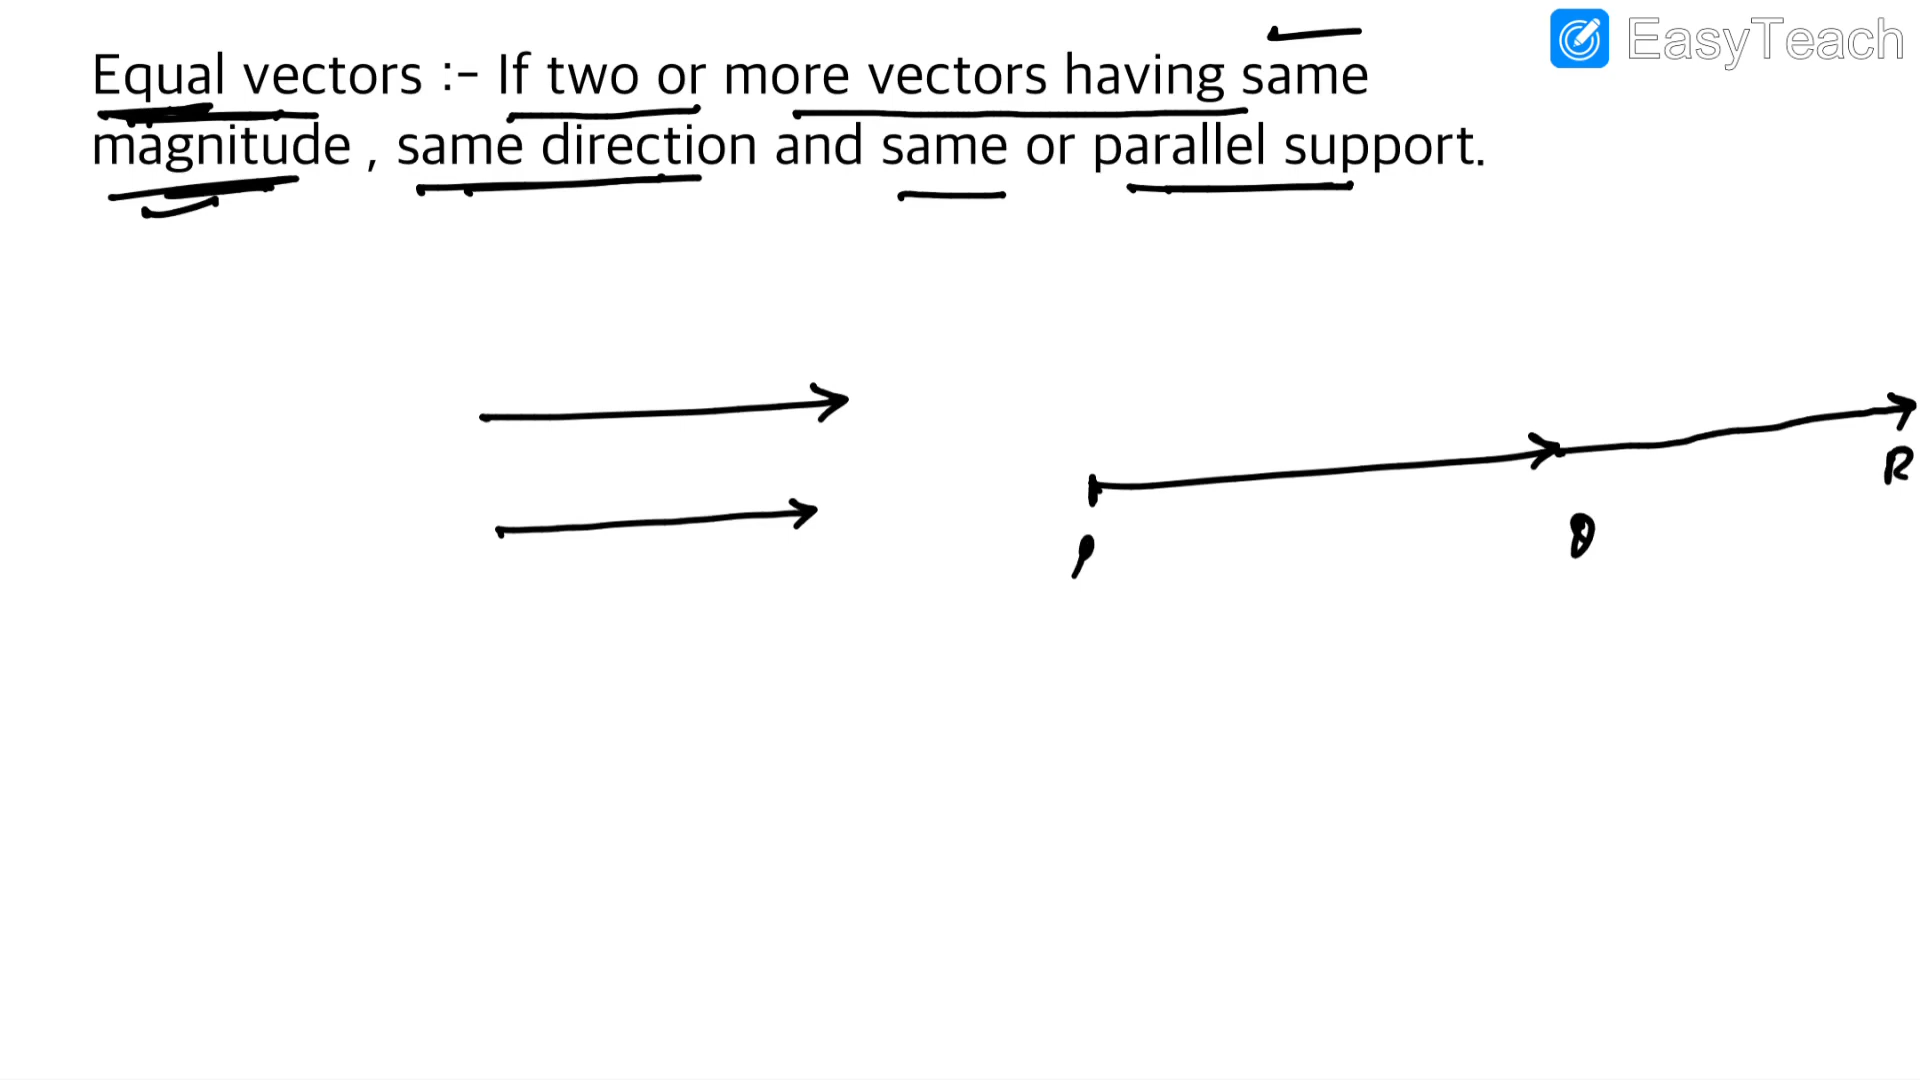 EasyTeach
Equal vectors :- If two or more vectors having same
magnitude , same direction and same or parallel support.
R
P